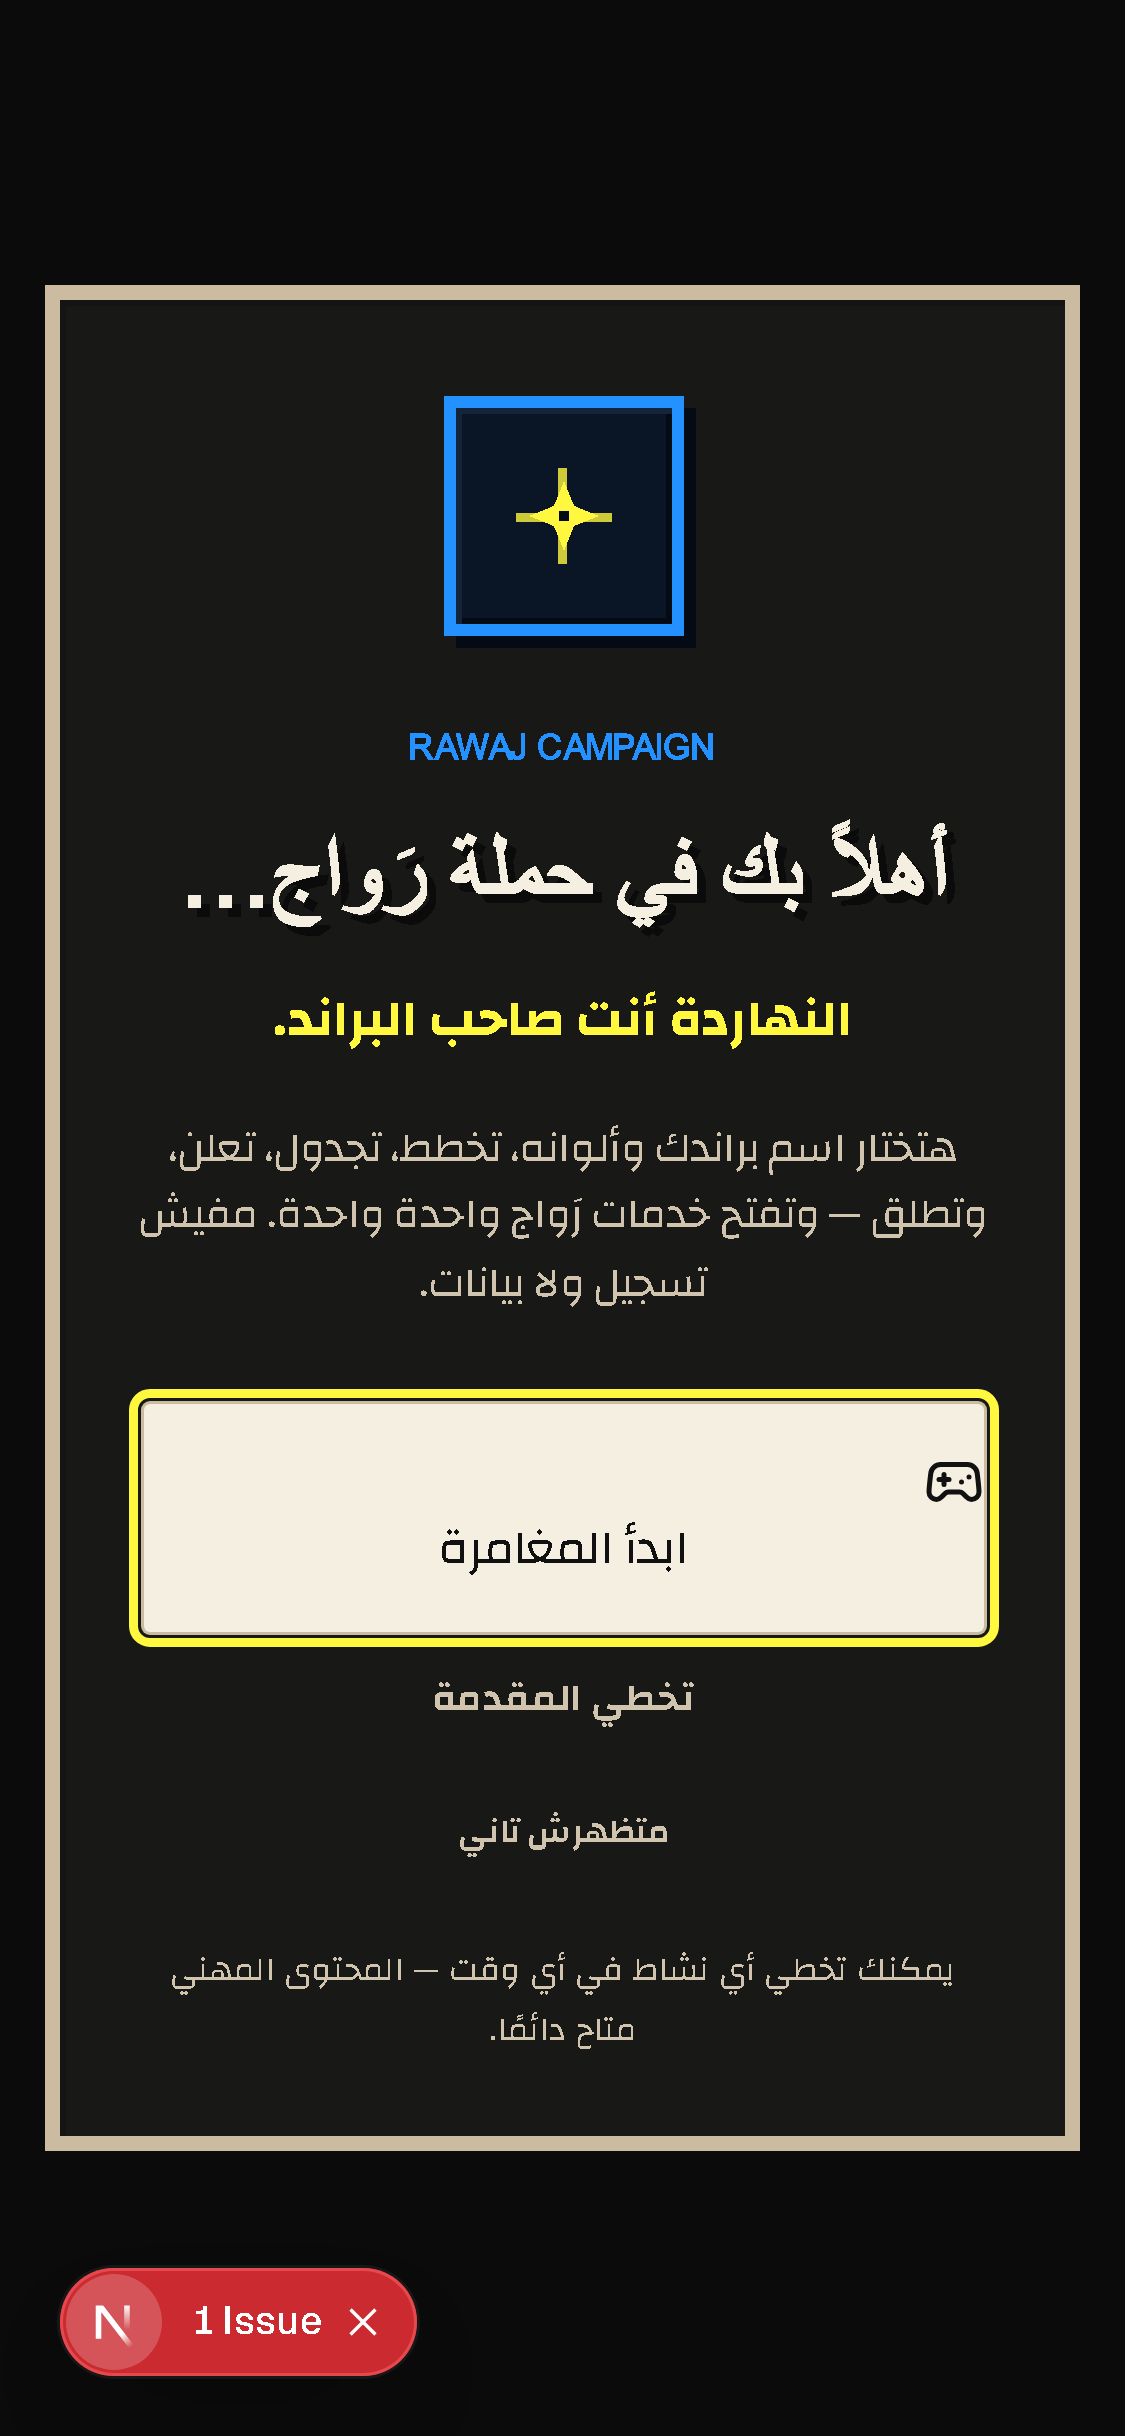 RAWAJ CAMPAIGN
أهلاً بك في حملة رَواج...
النهاردة أنت صاحب البراند.
هتختار اسم براندك وألوانه، تخطط، تجدول، تعلن،
وتطلق — وتفتح خدمات رَواج واحدة واحدة. مفيش
تسجيل ولا بيانات.
ابدأ المغامرة
تخطي المقدمة
متظهرش تاني
يمكنك تخطي أي نشاط في أي وقت — المحتوى المهني
متاح دائمًا.
N 1 Issue